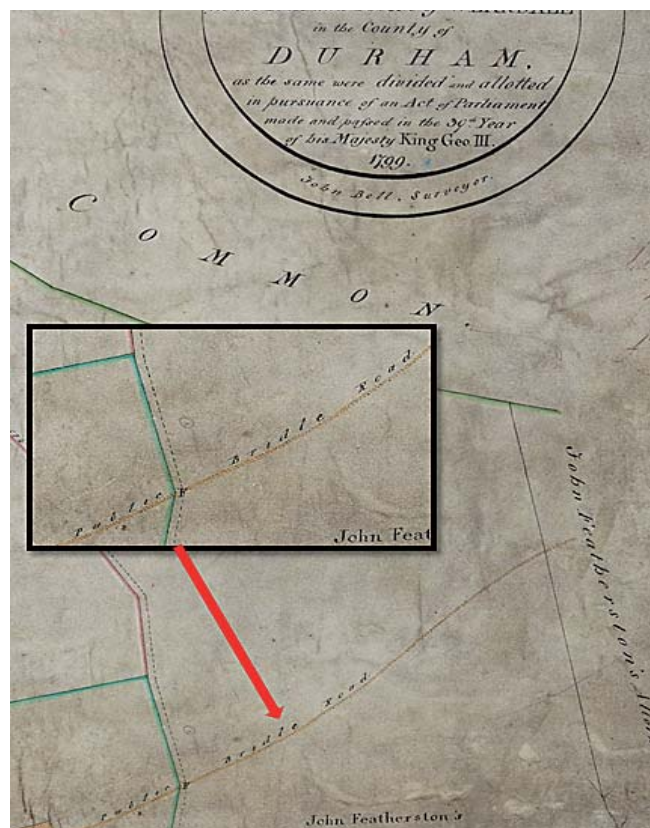 in the County of
DURHAM.
as the same were divided and allotted
in pursuance of an Act of Parliament
made and passed in the 39th Year
of his Majesty King Geo III.
1799.
John Bell, Surveyor.
COMMON.
Public Bridle Road
F
John Feat
John Featherston's
Public Bridle Road
F
John Featherston's